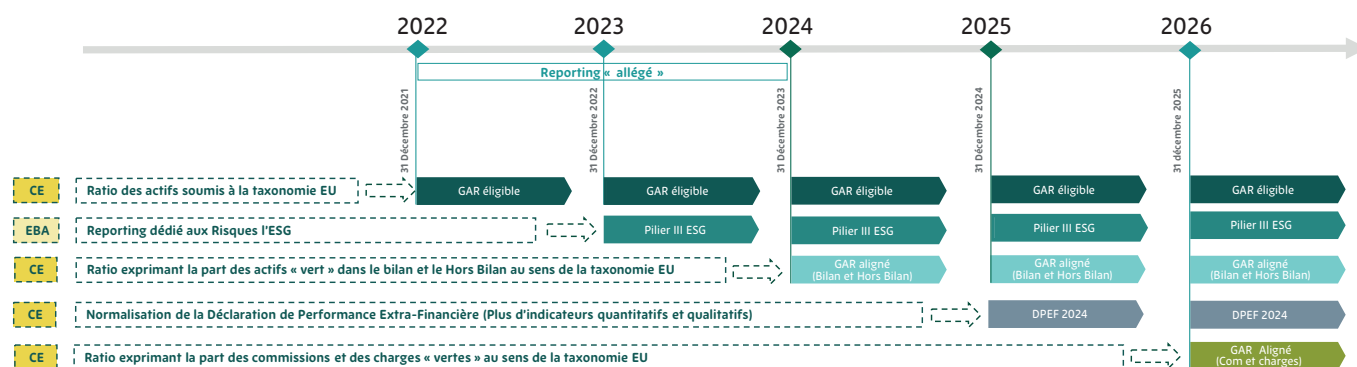 2022 2023 2024 2025 2026
Reporting « allégé »
31 Décembre 2021
31 Décembre 2022
31 Décembre 2023
31 Décembre 2024
31 décembre 2025
CE Ratio des actifs soumis à la taxonomie EU GAR éligible GAR éligible GAR éligible GAR éligible GAR éligible
EBA Reporting dédié aux Risques l'ESG Pilier III ESG Pilier III ESG Pilier III ESG Pilier III ESG
CE Ratio exprimant la part des actifs « vert » dans le bilan et le Hors Bilan au sens de la taxonomie EU GAR aligné GAR aligné GAR aligné
(Bilan et Hors Bilan) (Bilan et Hors Bilan) (Bilan et Hors Bilan)
CE Normalisation de la Déclaration de Performance Extra-Financière (Plus d'indicateurs quantitatifs et qualitatifs) DPEF 2024 DPEF 2024
CE Ratio exprimant la part des commissions et des charges « vertes » au sens de la taxonomie EU GAR Aligné
(Com et charges)